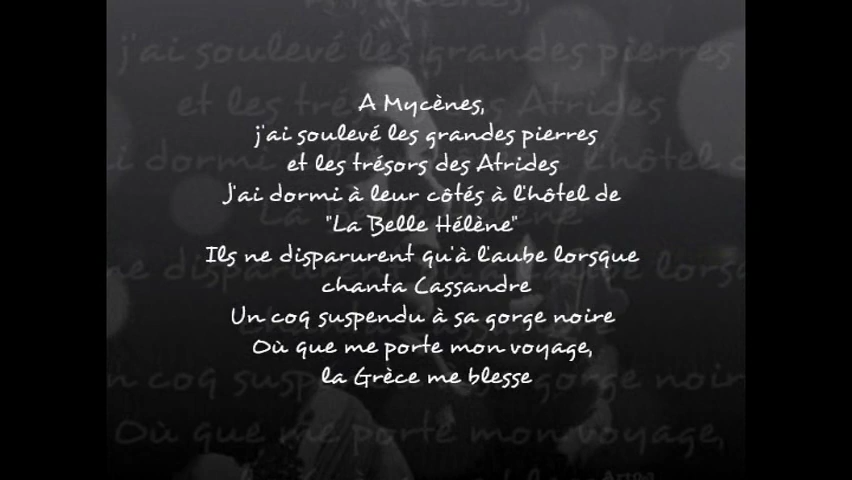 A Mycènes,
j'ai soulevé les grandes pierres
et les trésors des Atrides
J'ai dormi à leur côtés à l'hôtel de
"La Belle Hélène"
Ils ne disparurent qu'à l'aube lorsque
chanta Cassandre
Un coq suspendu à sa gorge noire
Où que me porte mon voyage,
la Grèce me blesse